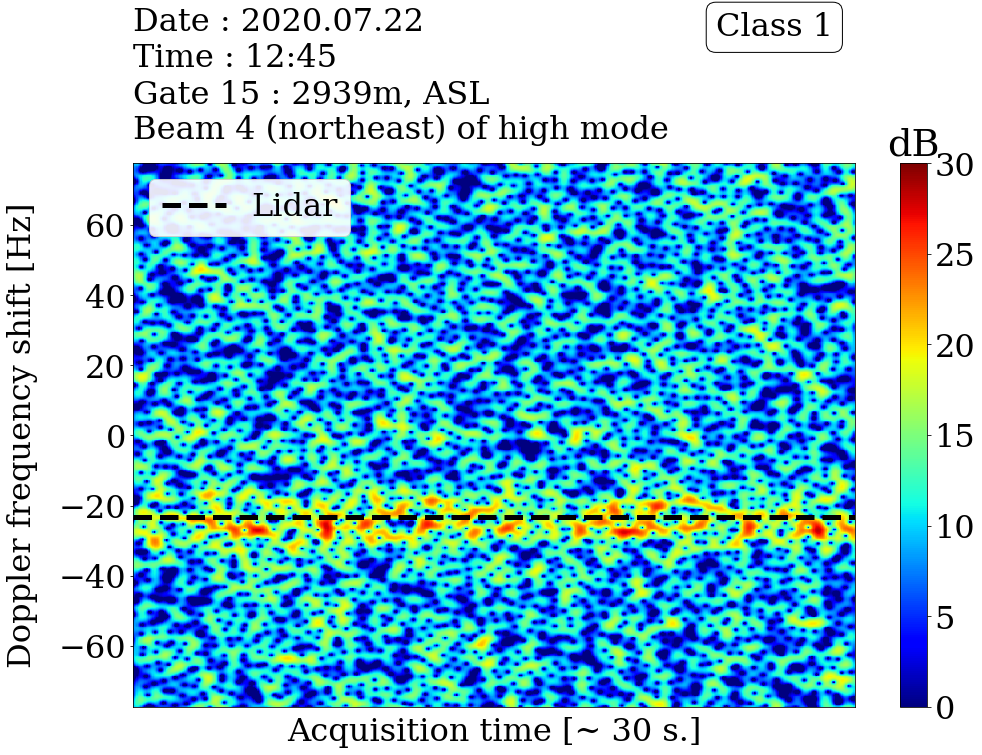 Date : 2020.07.22
Time : 12:45
Gate 15 : 2939m, ASL
Beam 4 (northeast) of high mode
Class 1
dB
Lidar
Doppler frequency shift [Hz]
60
40
20
0
−20
−40
−60
30
25
20
15
10
5
0
Acquisition time [~ 30 s.]